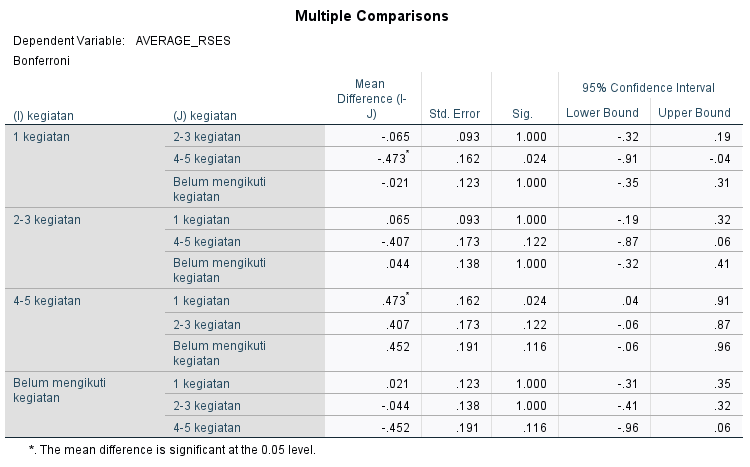 Multiple Comparisons
Dependent Variable: AVERAGE_RSES
Bonferroni
(I) kegiatan (J) kegiatan Mean Difference (I-J) Std. Error Sig. 95% Confidence Interval Lower Bound Upper Bound
1 kegiatan 2-3 kegiatan -.065 .093 1.000 -.32 .19
4-5 kegiatan -.473* .162 .024 -.91 -.04
Belum mengikuti kegiatan -.021 .123 1.000 -.35 .31
2-3 kegiatan 1 kegiatan .065 .093 1.000 -.19 .32
4-5 kegiatan -.407 .173 .122 -.87 .06
Belum mengikuti kegiatan .044 .138 1.000 -.32 .41
4-5 kegiatan 1 kegiatan .473* .162 .024 .04 .91
2-3 kegiatan .407 .173 .122 -.06 .87
Belum mengikuti kegiatan .452 .191 .116 -.06 .96
Belum mengikuti kegiatan 1 kegiatan .021 .123 1.000 -.31 .35
2-3 kegiatan -.044 .138 1.000 -.41 .32
4-5 kegiatan -.452 .191 .116 -.96 .06
*. The mean difference is significant at the 0.05 level.